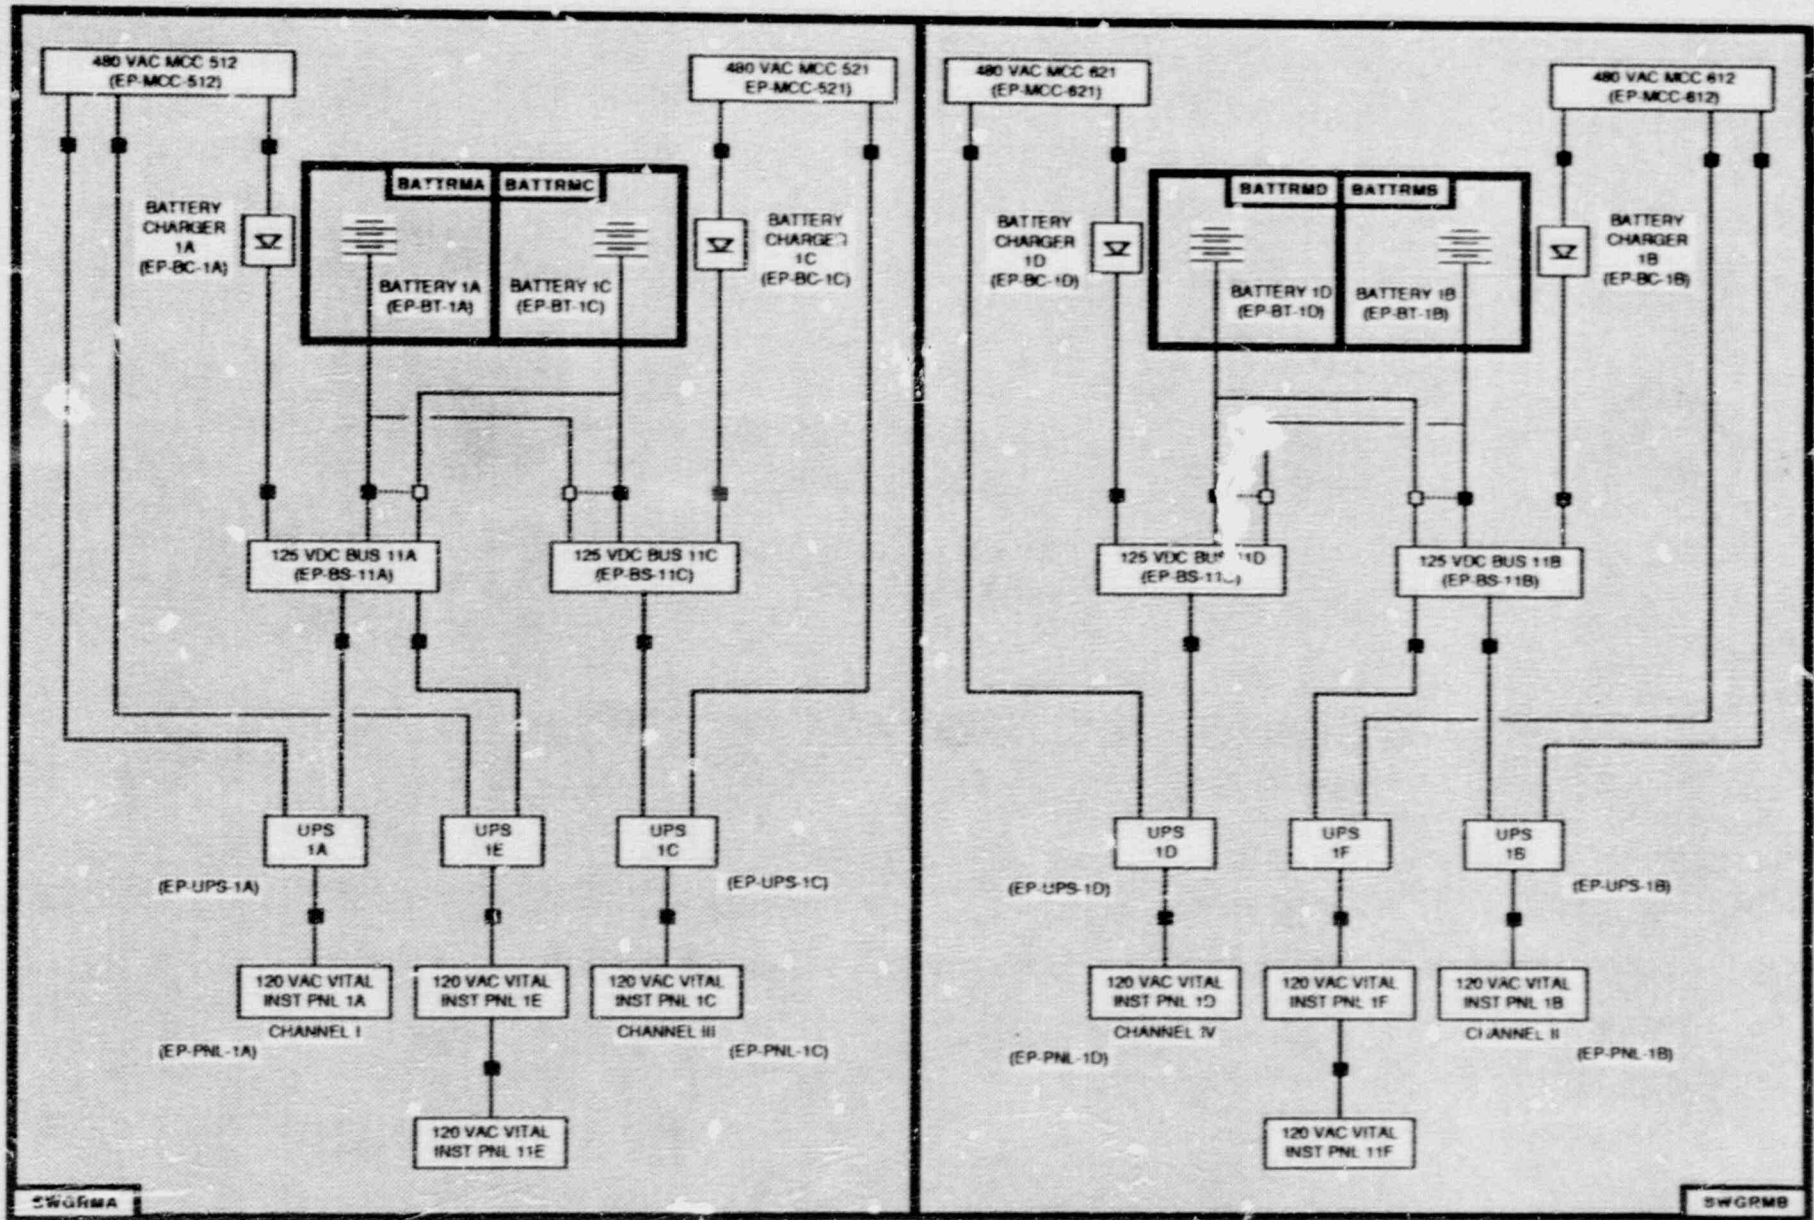 480 VAC MCC 512
(EP-MCC-512)
480 VAC MCC 521
EP-MCC-521)
480 VAC MCC 621
(EP-MCC-621)
480 VAC MCC 612
(EP-MCC-612)
BATTRMA
BATTRMC
BATTRMD
BATTRMB
BATTERY
CHARGER
1A
(EP-BC-1A)
BATTERY 1A
(EP-BT-1A)
BATTERY 1C
(EP-BT-1C)
BATTERY
CHARGER
1C
(EP-BC-1C)
BATTERY
CHARGER
1D
(EP-BC-1D)
BATTERY 1D
(EP-BT-1D)
BATTERY 1B
(EP-BT-1B)
BATTERY
CHARGER
1B
(EP-BC-1B)
125 VDC BUS 11A
(EP-BS-11A)
125 VDC BUS 11C
(EP-BS-11C)
125 VDC BUS 11D
125 VDC BUS 11B
(EP-BS-11B)
UPS
1A
UPS
1E
UPS
1C
UPS
1D
UPS
1F
UPS
1B
(EP-UPS-1A)
(EP-UPS-1C)
(EP-UPS-1D)
(EP-UPS-1B)
120 VAC VITAL
INST PNL 1A
120 VAC VITAL
INST PNL 1E
120 VAC VITAL
INST PNL 1C
120 VAC VITAL
INST PNL 1D
120 VAC VITAL
INST PNL 1F
120 VAC VITAL
INST PNL 1B
CHANNEL I
CHANNEL III
CHANNEL IV
CHANNEL II
(EP-PNL-1A)
(EP-PNL-1C)
(EP-PNL-1D)
(EP-PNL-1B)
120 VAC VITAL
INST PNL 11E
120 VAC VITAL
INST PNL 11F
SWGRMA
SWGRMB